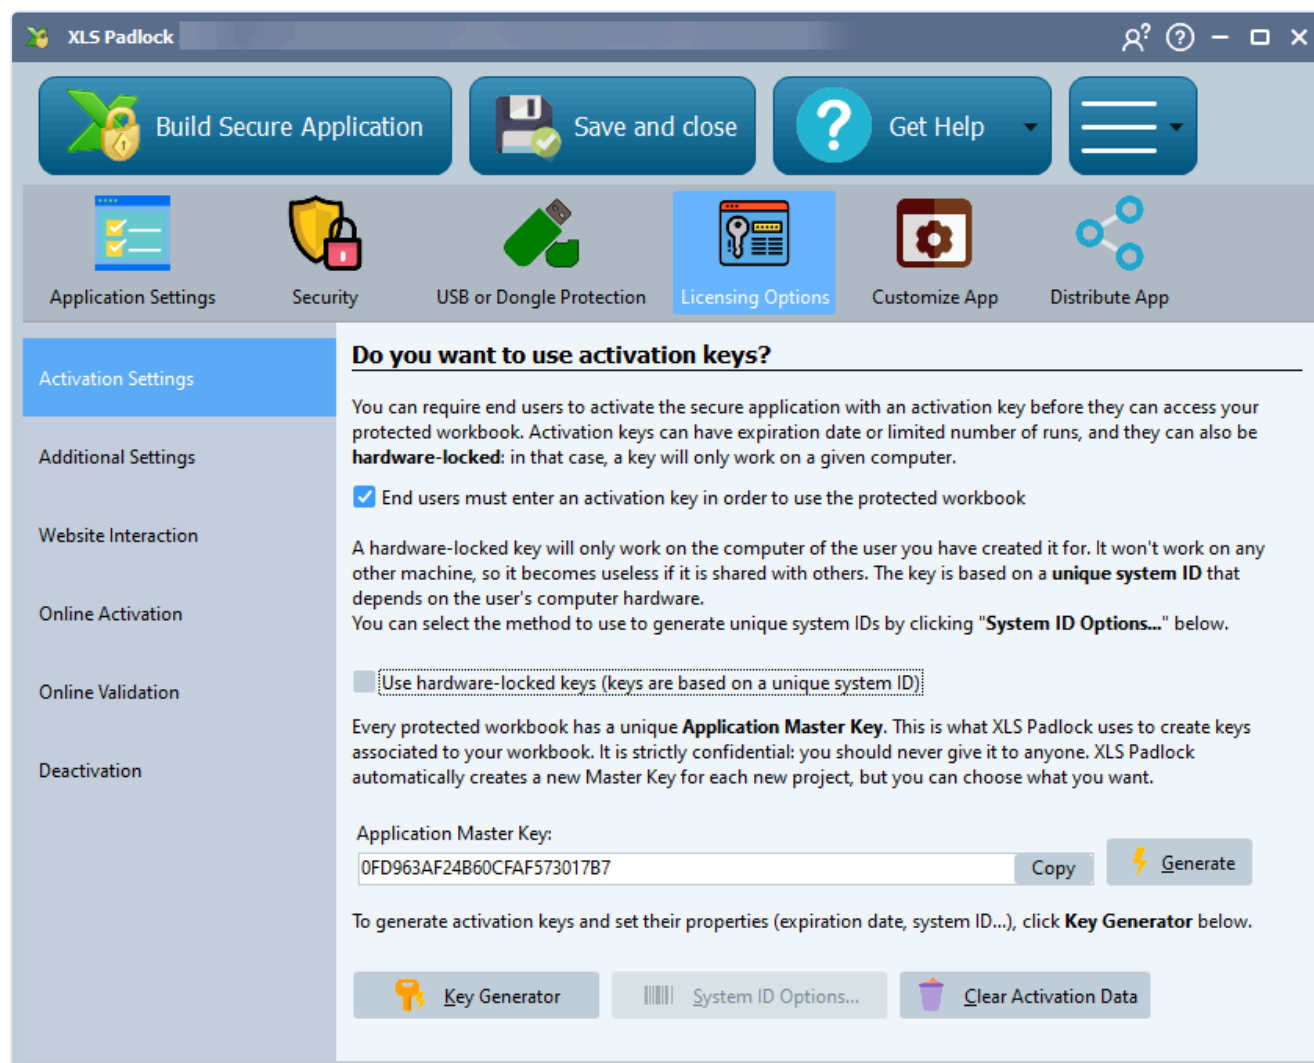 XLS Padlock
Build Secure Application
Save and close
Get Help
Application Settings
Security
USB or Dongle Protection
Licensing Options
Customize App
Distribute App
Activation Settings
Additional Settings
Website Interaction
Online Activation
Online Validation
Deactivation
Do you want to use activation keys?
You can require end users to activate the secure application with an activation key before they can access your
protected workbook. Activation keys can have expiration date or limited number of runs, and they can also be
hardware-locked: in that case, a key will only work on a given computer.
End users must enter an activation key in order to use the protected workbook
A hardware-locked key will only work on the computer of the user you have created it for. It won't work on any
other machine, so it becomes useless if it is shared with others. The key is based on a unique system ID that
depends on the user's computer hardware.
You can select the method to use to generate unique system IDs by clicking "System ID Options..." below.
Use hardware-locked keys (keys are based on a unique system ID)
Every protected workbook has a unique Application Master Key. This is what XLS Padlock uses to create keys
associated to your workbook. It is strictly confidential: you should never give it to anyone. XLS Padlock
automatically creates a new Master Key for each new project, but you can choose what you want.
Application Master Key:
0FD963AF24B60CFAF573017B7
Copy
Generate
To generate activation keys and set their properties (expiration date, system ID...), click Key Generator below.
Key Generator
System ID Options...
Clear Activation Data